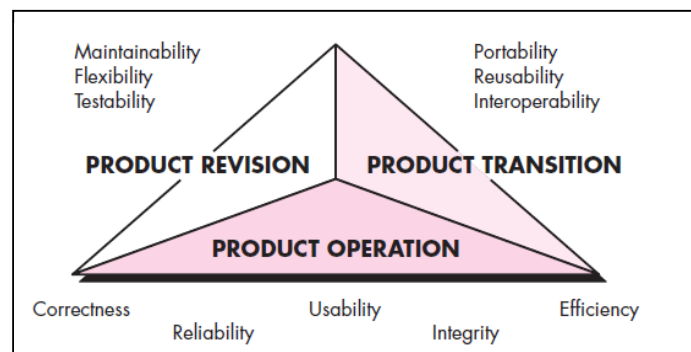 Maintainability
Flexibility
Testability
Portability
Reusability
Interoperability
PRODUCT REVISION
PRODUCT TRANSITION
PRODUCT OPERATION
Correctness
Usability
Efficiency
Reliability
Integrity